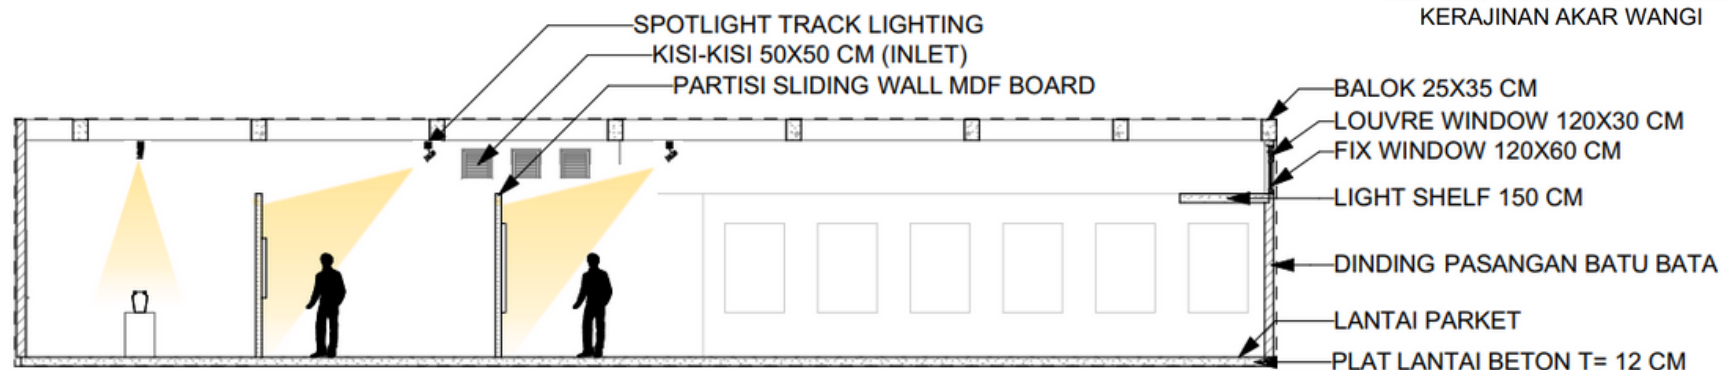 KERAJINAN AKAR WANGI
SPOTLIGHT TRACK LIGHTING
KISI-KISI 50X50 CM (INLET)
PARTISI SLIDING WALL MDF BOARD
BALOK 25X35 CM
LOUVRE WINDOW 120X30 CM
FIX WINDOW 120X60 CM
LIGHT SHELF 150 CM
DINDING PASANGAN BATU BATA
LANTAI PARKET
PLAT LANTAI BETON T= 12 CM